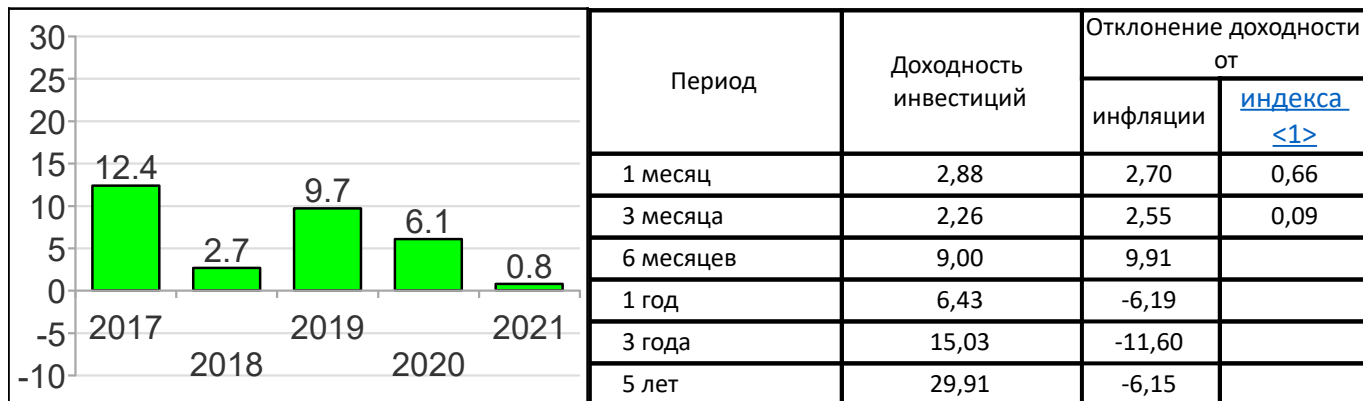 30
25
20
15
10
5
0
-5
-10
12.4
2.7
9.7
6.1
0.8
2017
2018
2019
2020
2021
Период
Доходность
инвестиций
Отклонение доходности
от
инфляции
индекса
<1>
1 месяц 2,88 2,70 0,66
3 месяца 2,26 2,55 0,09
6 месяцев 9,00 9,91
1 год 6,43 -6,19
3 года 15,03 -11,60
5 лет 29,91 -6,15